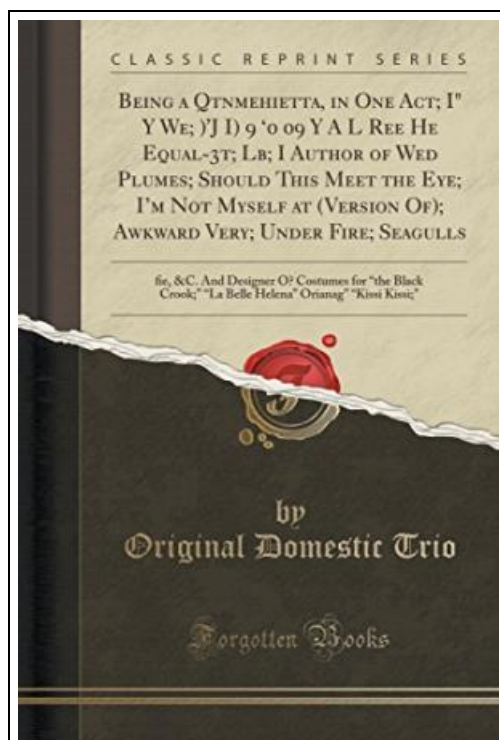 CLASSIC REPRINT SERIES
BEING A QTNMEHIETTA, IN ONE ACT; I"
Y WE; )'J I) 9 ‘0 09 Y A L REE HE
EQUAL-3T; LB; I AUTHOR OF WED
PLUMES; SHOULD THIS MEET THE EYE;
I'M NOT MYSELF AT (VERSION OF);
AWKWARD VERY; UNDER FIRE; SEAGULLS
fie, &C. And Designer O? Costumes for “the Black
Crook;” “La Belle Helena” Orianag” “Kissi Kissi;”
F
by
Original Domestic Trio
Forgotten Books